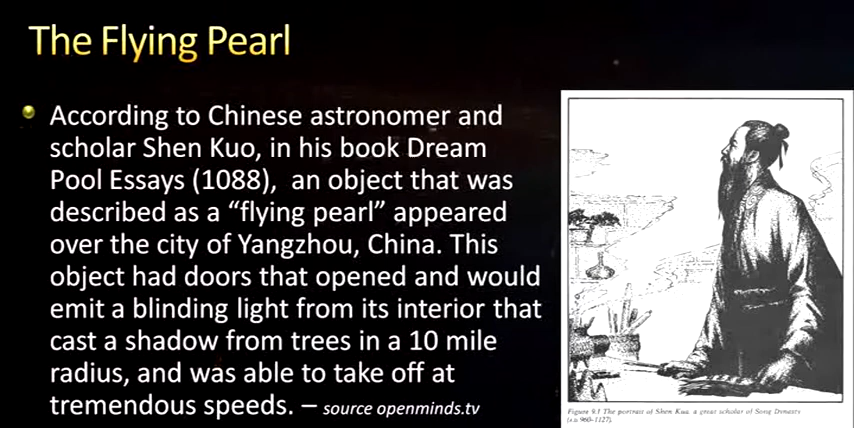 The Flying Pearl
According to Chinese astronomer and
scholar Shen Kuo, in his book Dream
Pool Essays (1088),  an object that was
described as a “flying pearl” appeared
over the city of Yangzhou, China. This
object had doors that opened and would
emit a blinding light from its interior that
cast a shadow from trees in a 10 mile
radius, and was able to take off at
tremendous speeds. – source openminds.tv
Figure 9.1 The portrait of Shen Kua, a great scholar of Song Dynasty
960–1127).